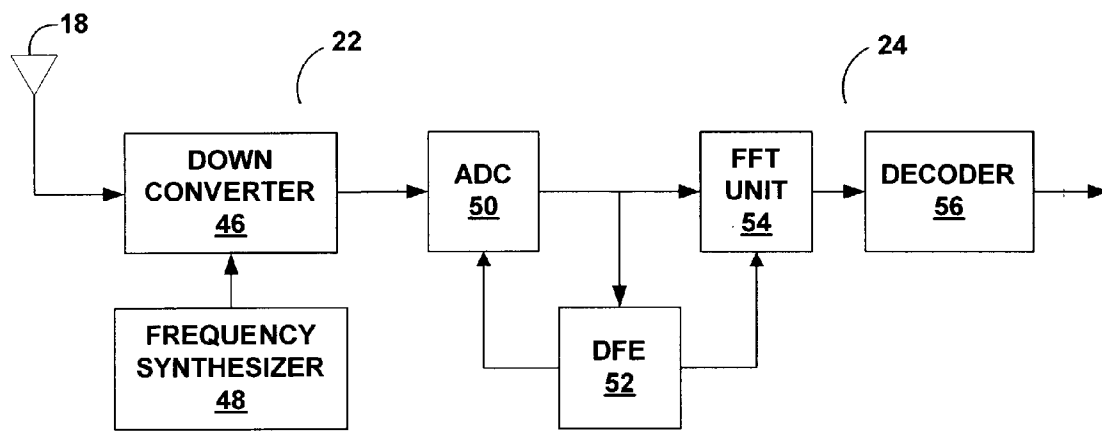 18
22
24
DOWN
CONVERTER
46
ADC
50
FFT
UNIT
54
DECODER
56
FREQUENCY
SYNTHESIZER
48
DFE
52